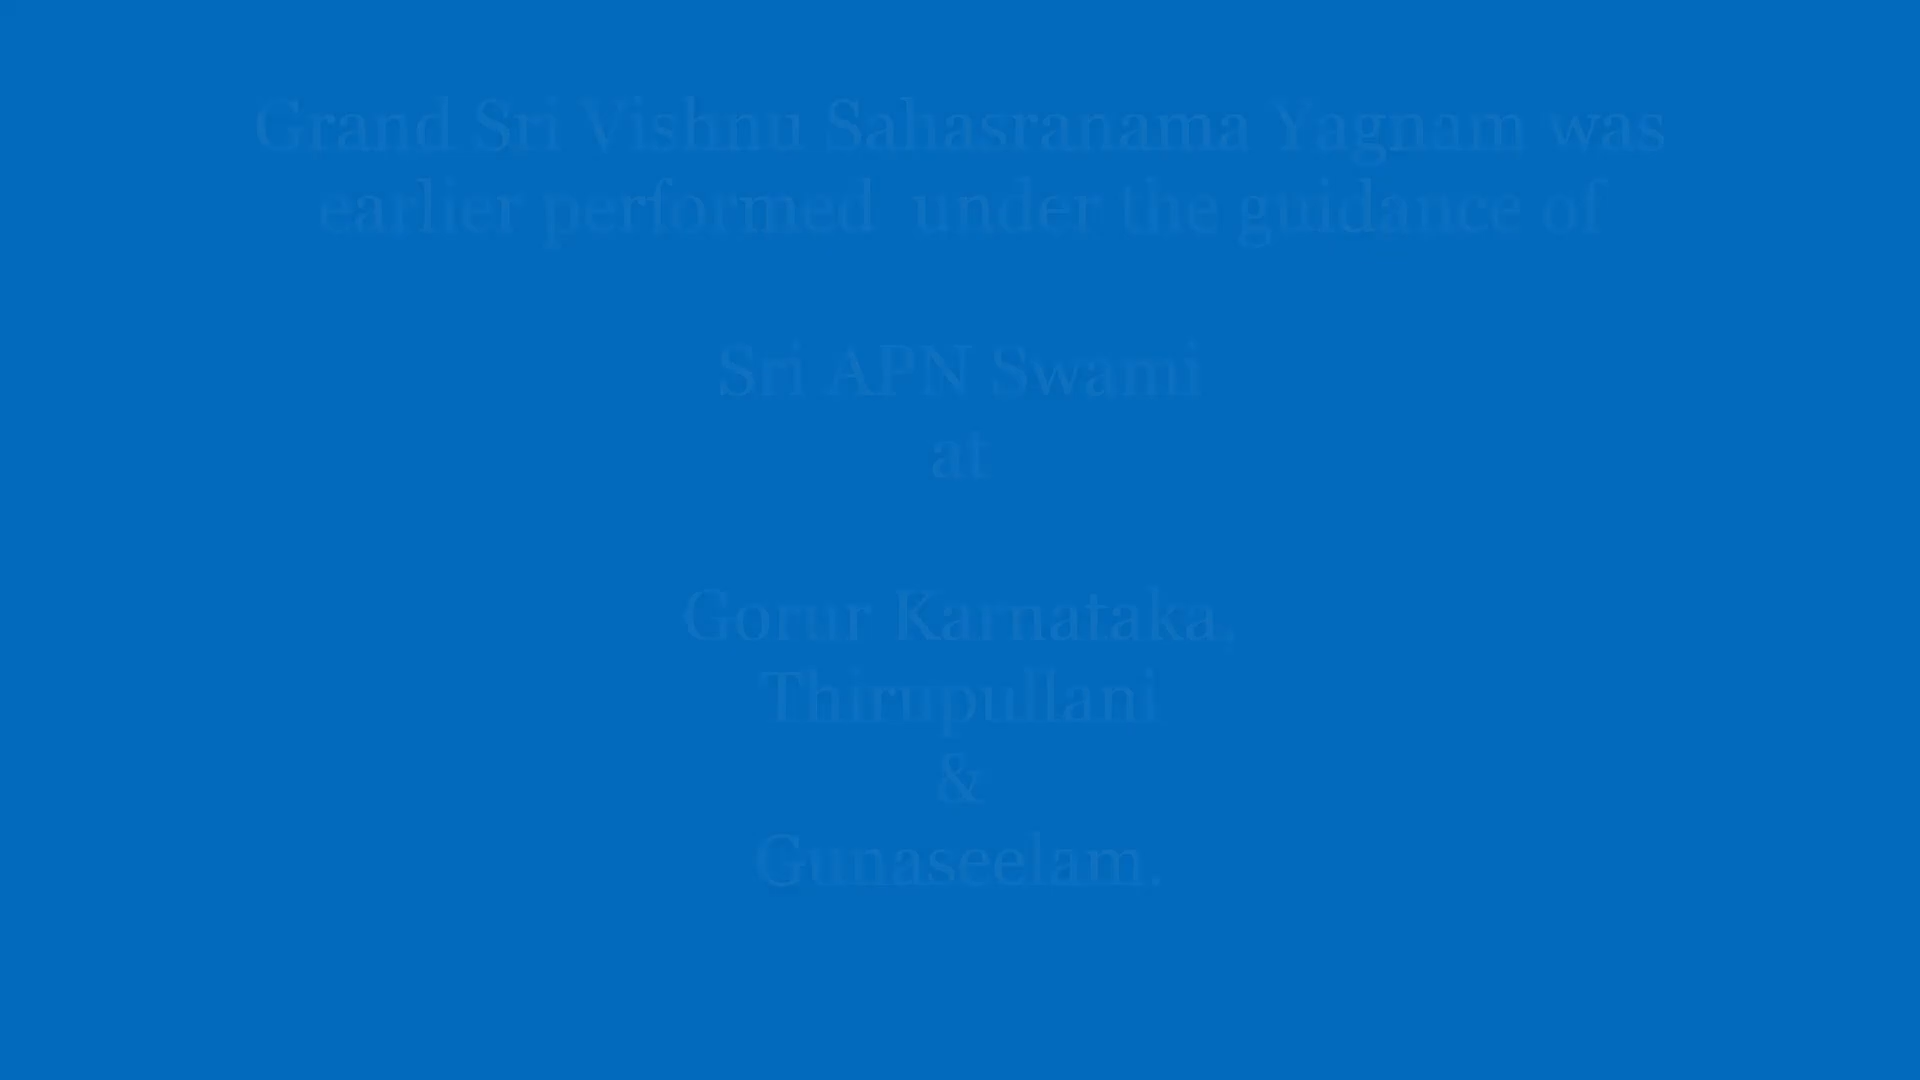 Grand Sri Vishnu Sahasranama Yagnam was
earlier performed  under the guidance of
Sri APN Swami
at
Gorur Karnataka,
Thirupullani
&
Gunaseelam.